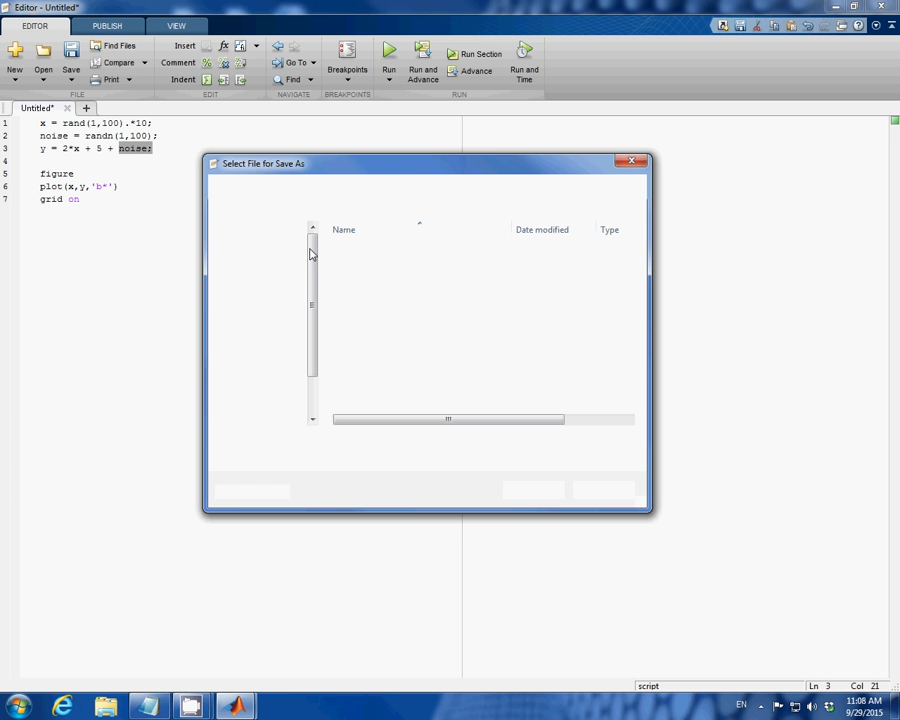 Editor - Untitled*
EDITOR
PUBLISH
VIEW
New
Open
Save
Find Files
Compare
Print
FILE
Insert
fx
Comment
%
Indent
EDIT
Go To
Find
NAVIGATE
Breakpoints
BREAKPOINTS
Run
Run and
Advance
Run Section
Advance
Run and
Time
RUN
Untitled*
1 x = rand(1,100).*10;
2 noise = randn(1,100);
3 y = 2*x + 5 + noise;
4
5 figure
6 plot(x,y,'b*')
7 grid on
Select File for Save As
Name
Date modified
Type
script
Ln 3 Col 21
EN
11:08 AM
9/29/2015